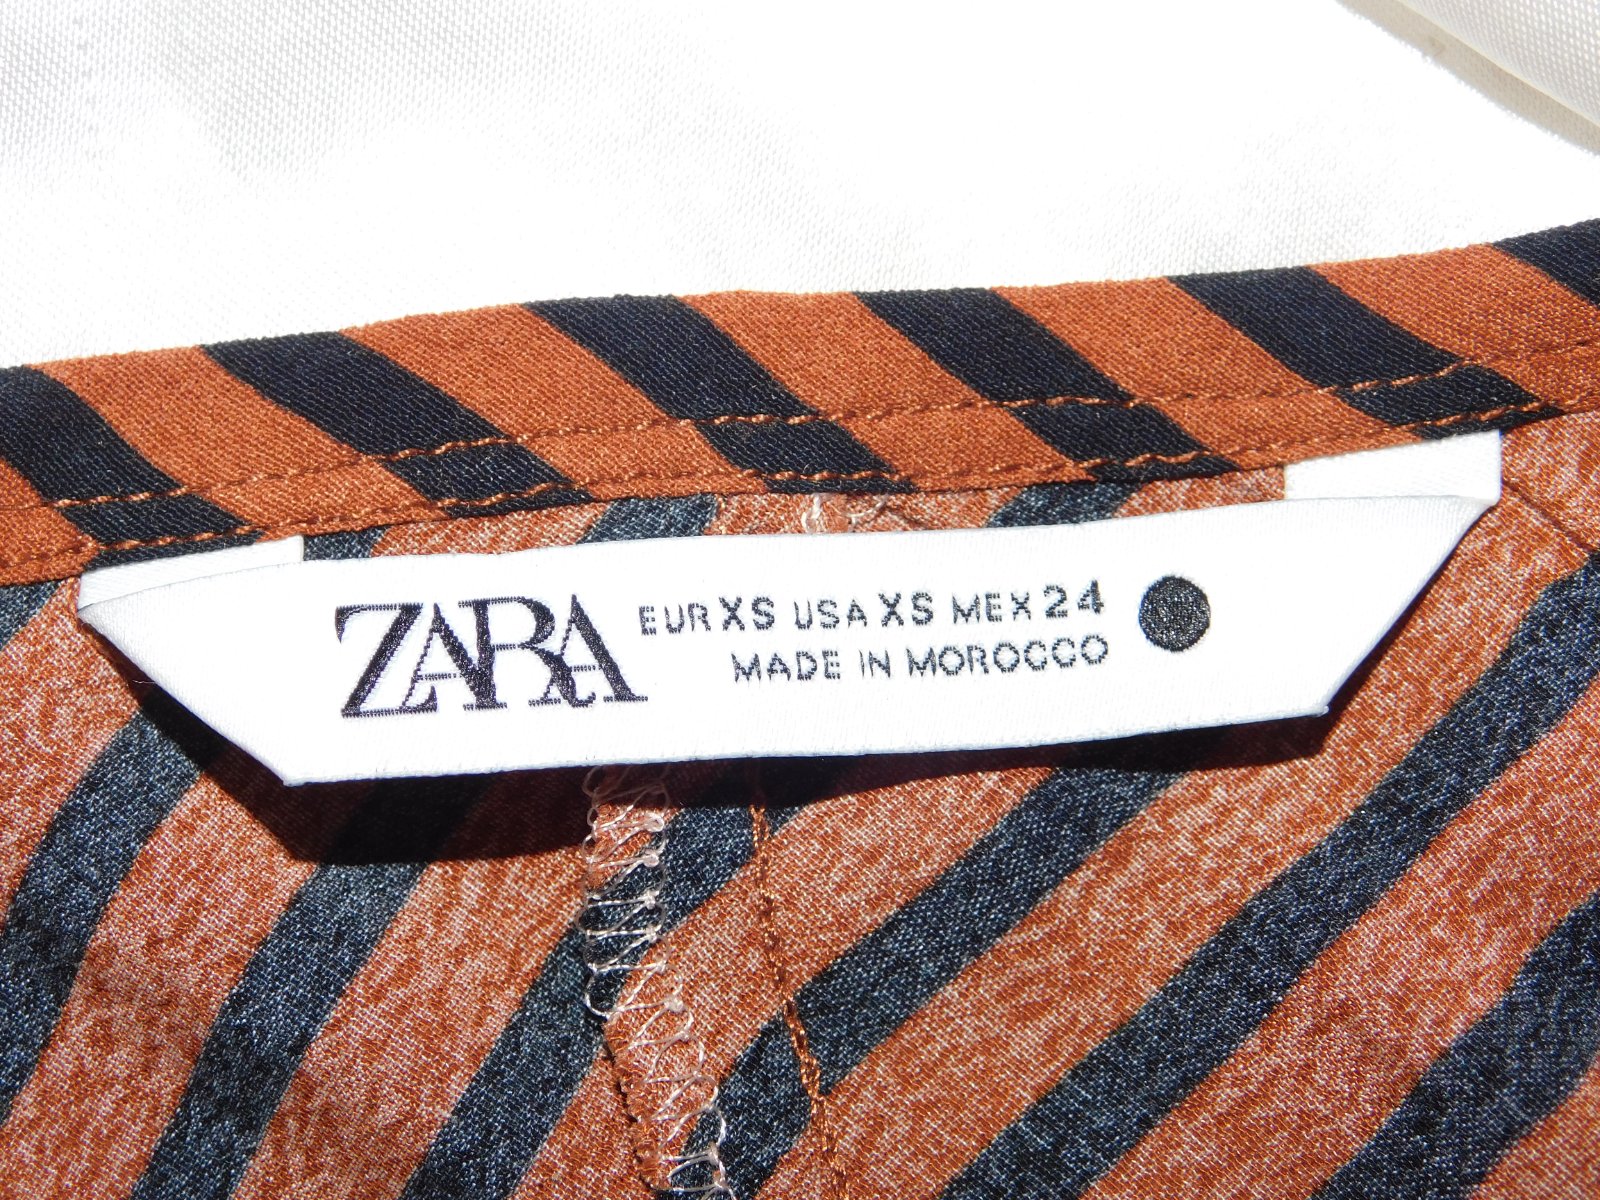 ZARA
EUR XS USA XS MEX 24
MADE IN MOROCCO